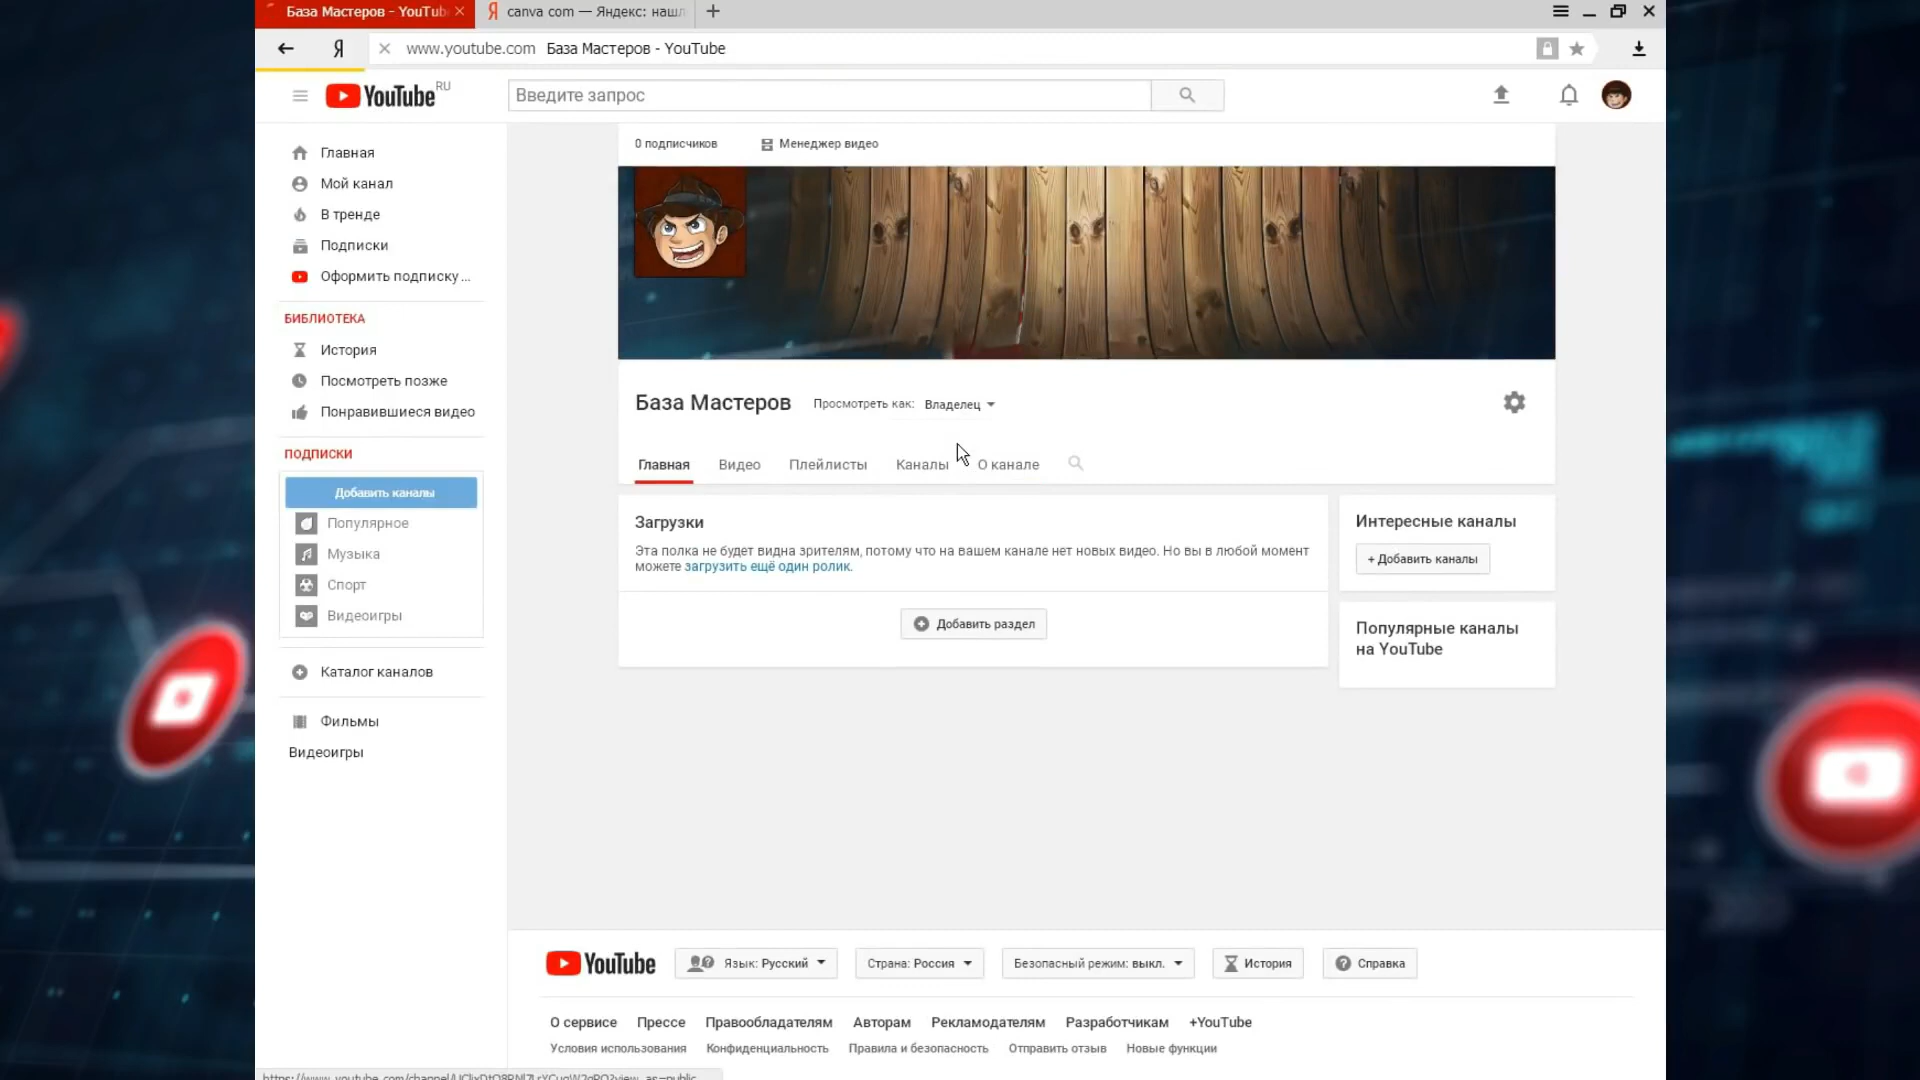 База Мастеров - YouTub
canva com — Яндекс: нашл
www.youtube.com База Мастеров - YouTube
YouTube RU
Введите запрос
0 подписчиков
Менеджер видео
Главная
Мой канал
В тренде
Подписки
Оформить подписку ...
БИБЛИОТЕКА
История
Посмотреть позже
Понравившиеся видео
ПОДПИСКИ
Добавить каналы
Популярное
Музыка
Спорт
Видеоигры
Каталог каналов
Фильмы
Видеоигры
База Мастеров
Просмотреть как: Владелец
Главная Видео Плейлисты Каналы О канале
Загрузки
Эта полка не будет видна зрителям, потому что на вашем канале нет новых видео. Но вы в любой момент
можете загрузить ещё один ролик.
Добавить раздел
Интересные каналы
+ Добавить каналы
Популярные каналы
на YouTube
YouTube
Язык: Русский
Страна: Россия
Безопасный режим: выкл.
История
Справка
О сервисе Прессе Правообладателям Авторам Рекламодателям Разработчикам +YouTube
Условия использования Конфиденциальность Правила и безопасность Отправить отзыв Новые функции